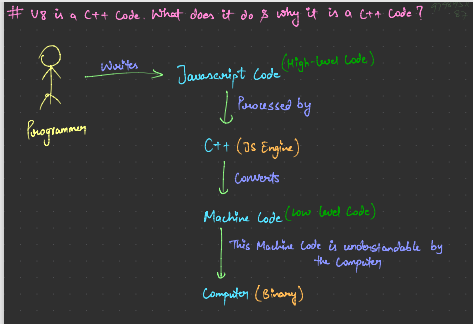 # V8 is a C++ Code. What does it do & why it is a C++ Code?
Writes
Javascript Code (High-level Code)
Programmer
Processed by
C++ (JS Engine)
Converts
Machine Code (Low level Code)
This Machine Code is understandable by
the Computer
Computer (Binary)